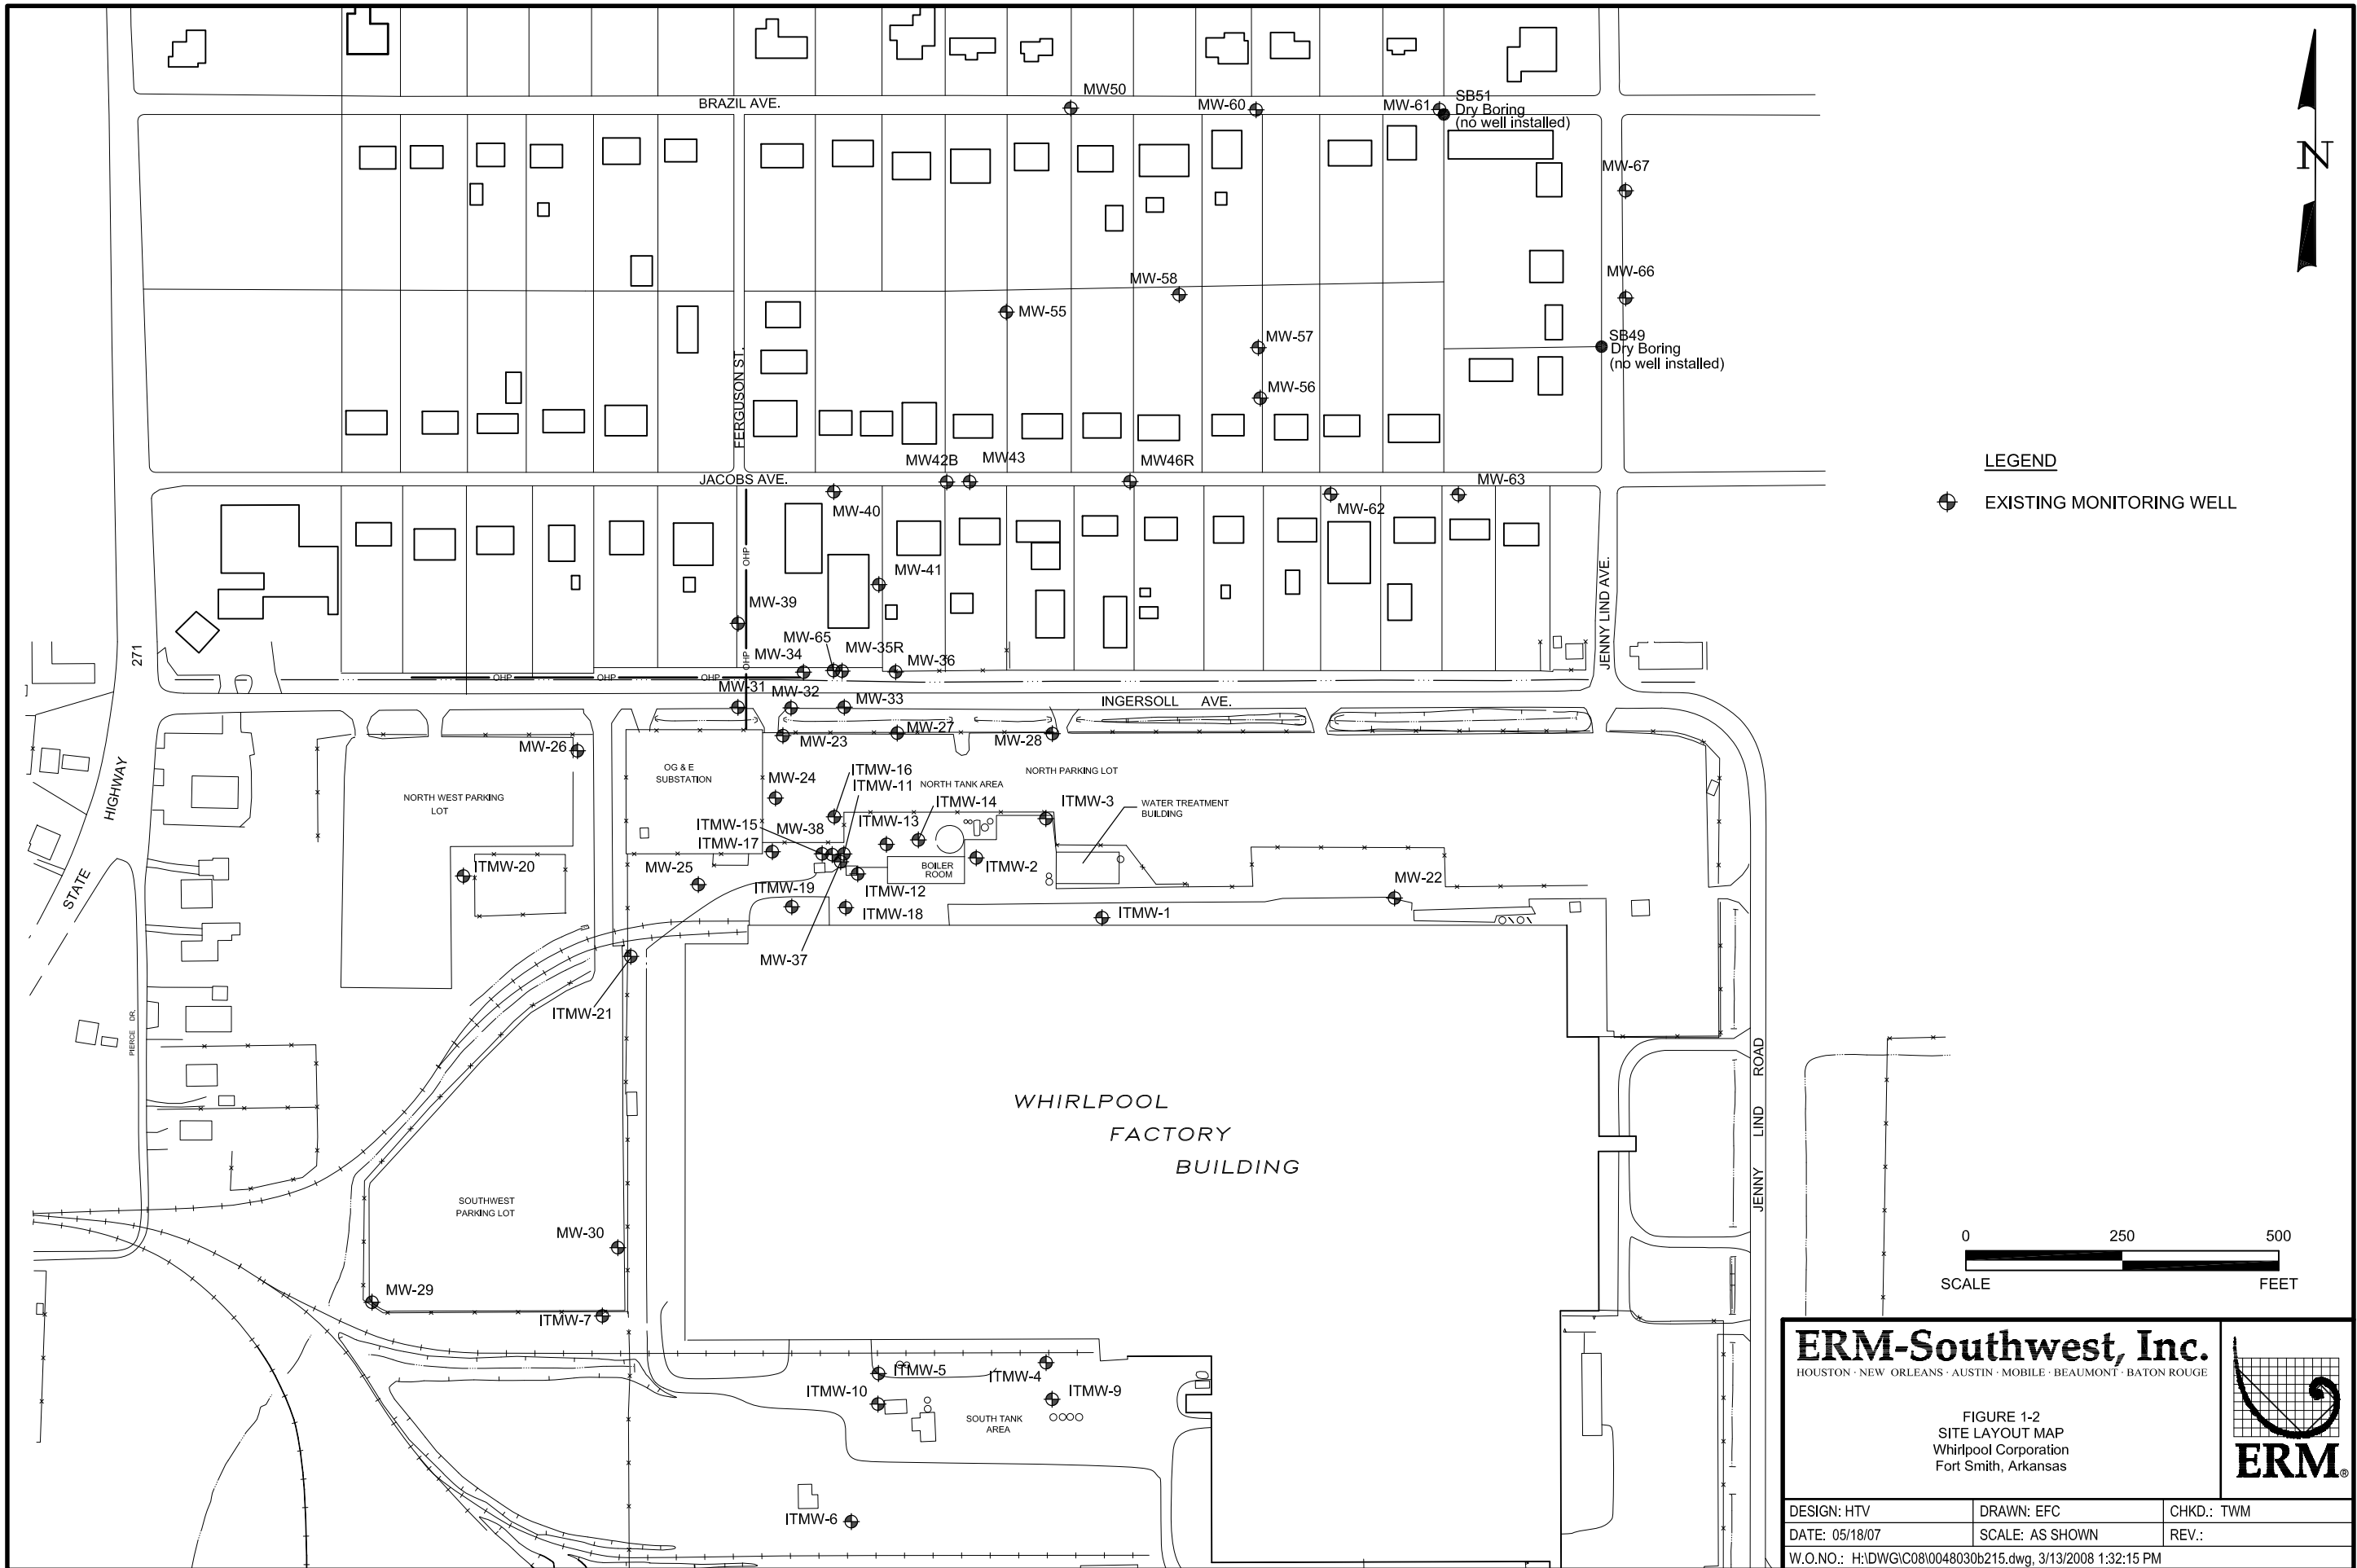 MW50
BRAZIL AVE.
MW-60
MW-61
SB51
Dry Boring
(no well installed)
MW-67
N
MW-58
MW-66
MW-55
MW-57
SB49
Dry Boring
(no well installed)
MW-56
FERGUSON ST.
MW42B
MW43
MW46R
LEGEND
JACOBS AVE.
MW-63
EXISTING MONITORING WELL
MW-40
MW-62
OHP
MW-41
MW-39
JENNY LIND AVE.
MW-65
MW-35R
271
MW-34
MW-36
OHP
OHP
OHP
OHP
MW-31
MW-32
MW-33
INGERSOLL AVE.
MW-26
MW-23
MW-27
MW-28
OG & E
SUBSTATION
MW-24
ITMW-16
ITMW-11
NORTH TANK AREA
NORTH PARKING LOT
HIGHWAY
NORTH WEST PARKING
LOT
ITMW-14
ITMW-3
WATER TREATMENT
BUILDING
ITMW-15
MW-38
ITMW-13
ITMW-17
STATE
ITMW-20
MW-25
BOILER
ROOM
ITMW-2
MW-22
ITMW-19
ITMW-12
ITMW-18
ITMW-1
MW-37
ITMW-21
PIERCE DR.
WHIRLPOOL
FACTORY
BUILDING
JENNY LIND ROAD
SOUTHWEST
PARKING LOT
MW-30
0 250 500
SCALE FEET
MW-29
ITMW-7
ITMW-5
ITMW-4
ITMW-10
ITMW-9
SOUTH TANK
AREA
ITMW-6
ERM-Southwest, Inc.
HOUSTON · NEW ORLEANS · AUSTIN · MOBILE · BEAUMONT · BATON ROUGE
FIGURE 1-2
SITE LAYOUT MAP
Whirlpool Corporation
Fort Smith, Arkansas
ERM®
DESIGN: HTV DRAWN: EFC CHKD.: TWM
DATE: 05/18/07 SCALE: AS SHOWN REV.:
W.O.NO.: H:\DWG\C08\0048030b215.dwg, 3/13/2008 1:32:15 PM